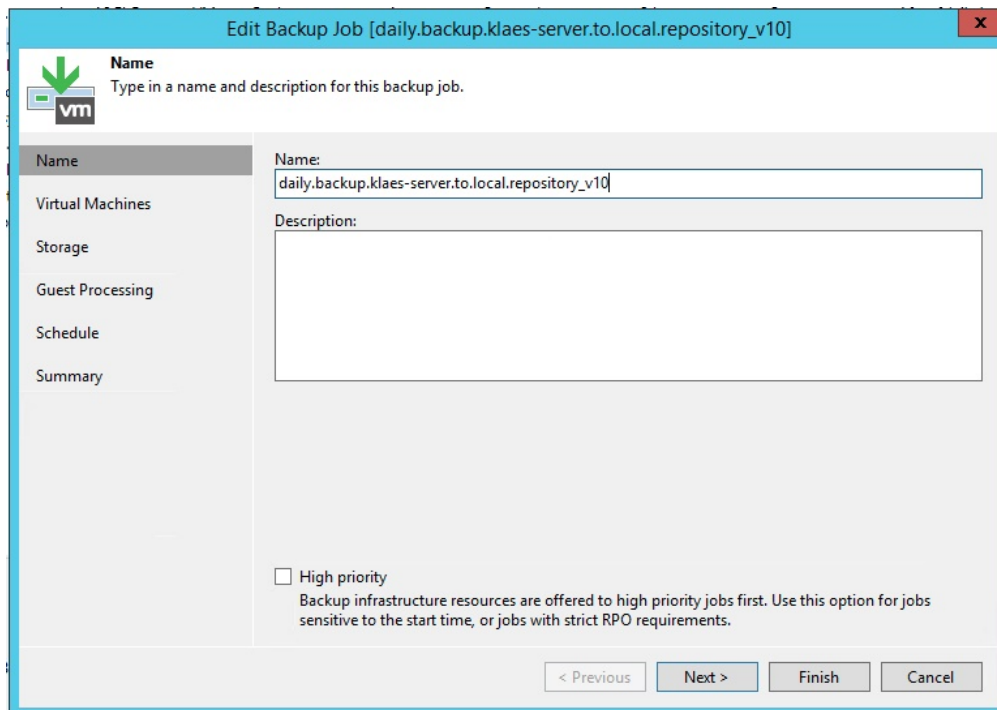 Edit Backup Job [daily.backup.klaes-server.to.local.repository_v10]
x
Name
Type in a name and description for this backup job.
vm
Name
Virtual Machines
Storage
Guest Processing
Schedule
Summary
Name:
daily.backup.klaes-server.to.local.repository_v10
Description:
High priority
Backup infrastructure resources are offered to high priority jobs first. Use this option for jobs
sensitive to the start time, or jobs with strict RPO requirements.
< Previous
Next >
Finish
Cancel